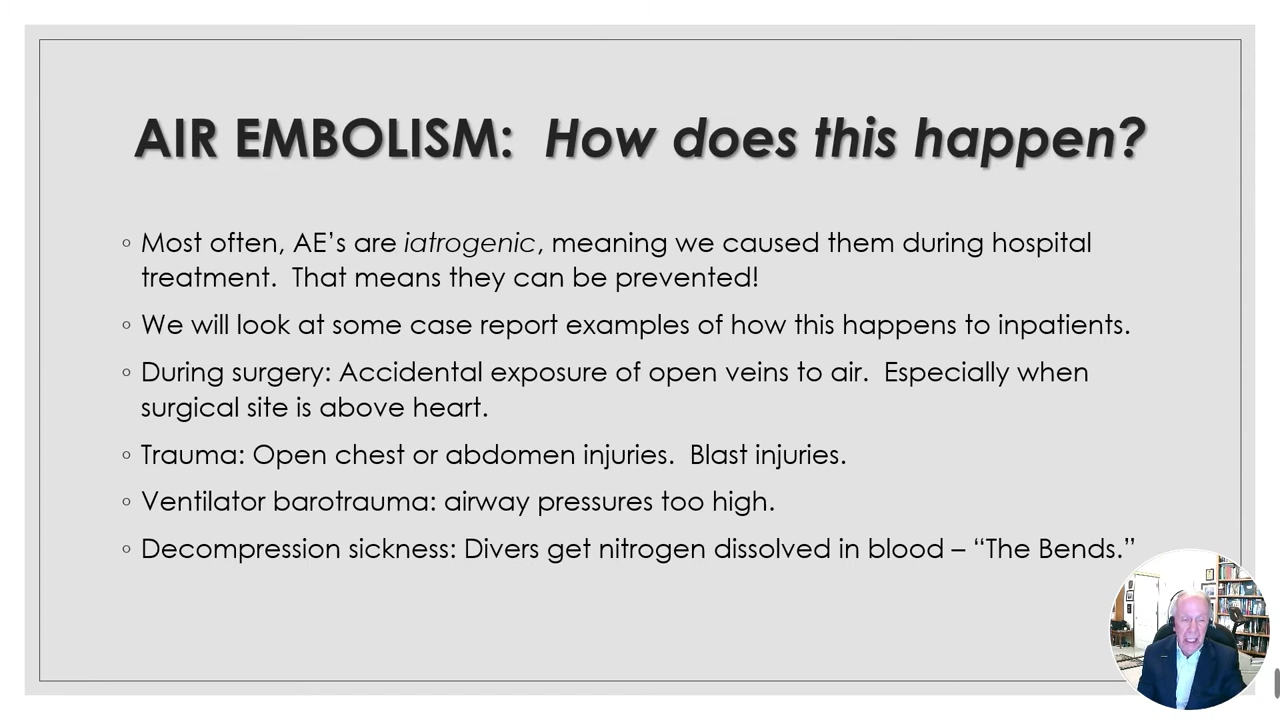 AIR EMBOLISM:  How does this happen?
◦ Most often, AE’s are iatrogenic, meaning we caused them during hospital
treatment.  That means they can be prevented!
◦ We will look at some case report examples of how this happens to inpatients.
◦ During surgery: Accidental exposure of open veins to air.  Especially when
surgical site is above heart.
◦ Trauma: Open chest or abdomen injuries.  Blast injuries.
◦ Ventilator barotrauma: airway pressures too high.
◦ Decompression sickness: Divers get nitrogen dissolved in blood – “The Bends.”